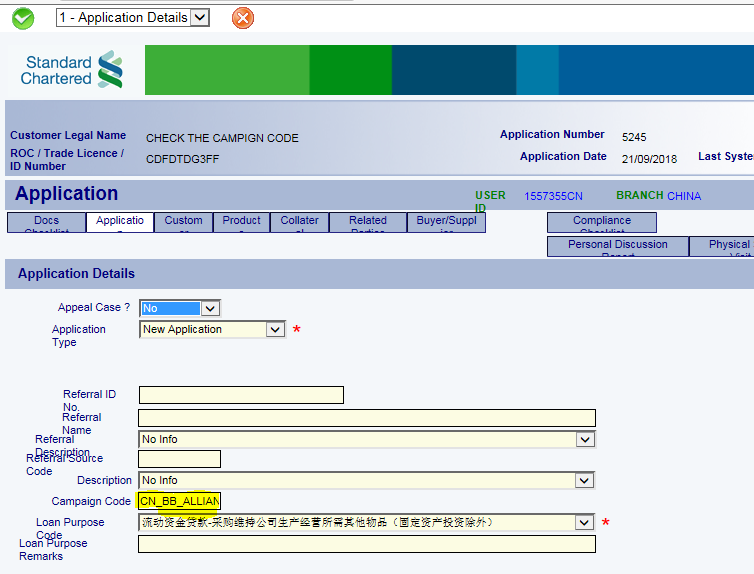 1 - Application Details
Standard
Chartered
Customer Legal Name CHECK THE CAMPIGN CODE
Application Number 5245
ROC / Trade Licence /
ID Number CDFDTDG3FF
Application Date 21/09/2018 Last Syste
Application
USER
ID 1557355CN BRANCH CHINA
Docs
Checklist
Applicatio
Custom
er
Product
s
Collater
al
Related
Parties
Buyer/Suppl
ier
Compliance
Checklist
Personal Discussion
Report
Physical
Visit
Application Details
Appeal Case ? No
Application
Type New Application *
Referral ID
No.
Referral
Name
Referral
Description No Info
Referral Source
Code
Description No Info
Campaign Code CN_BB_ALLIAN
Loan Purpose
Code 流动资金贷款-采购维持公司生产经营所需其他物品（固定资产投资除外） *
Loan Purpose
Remarks